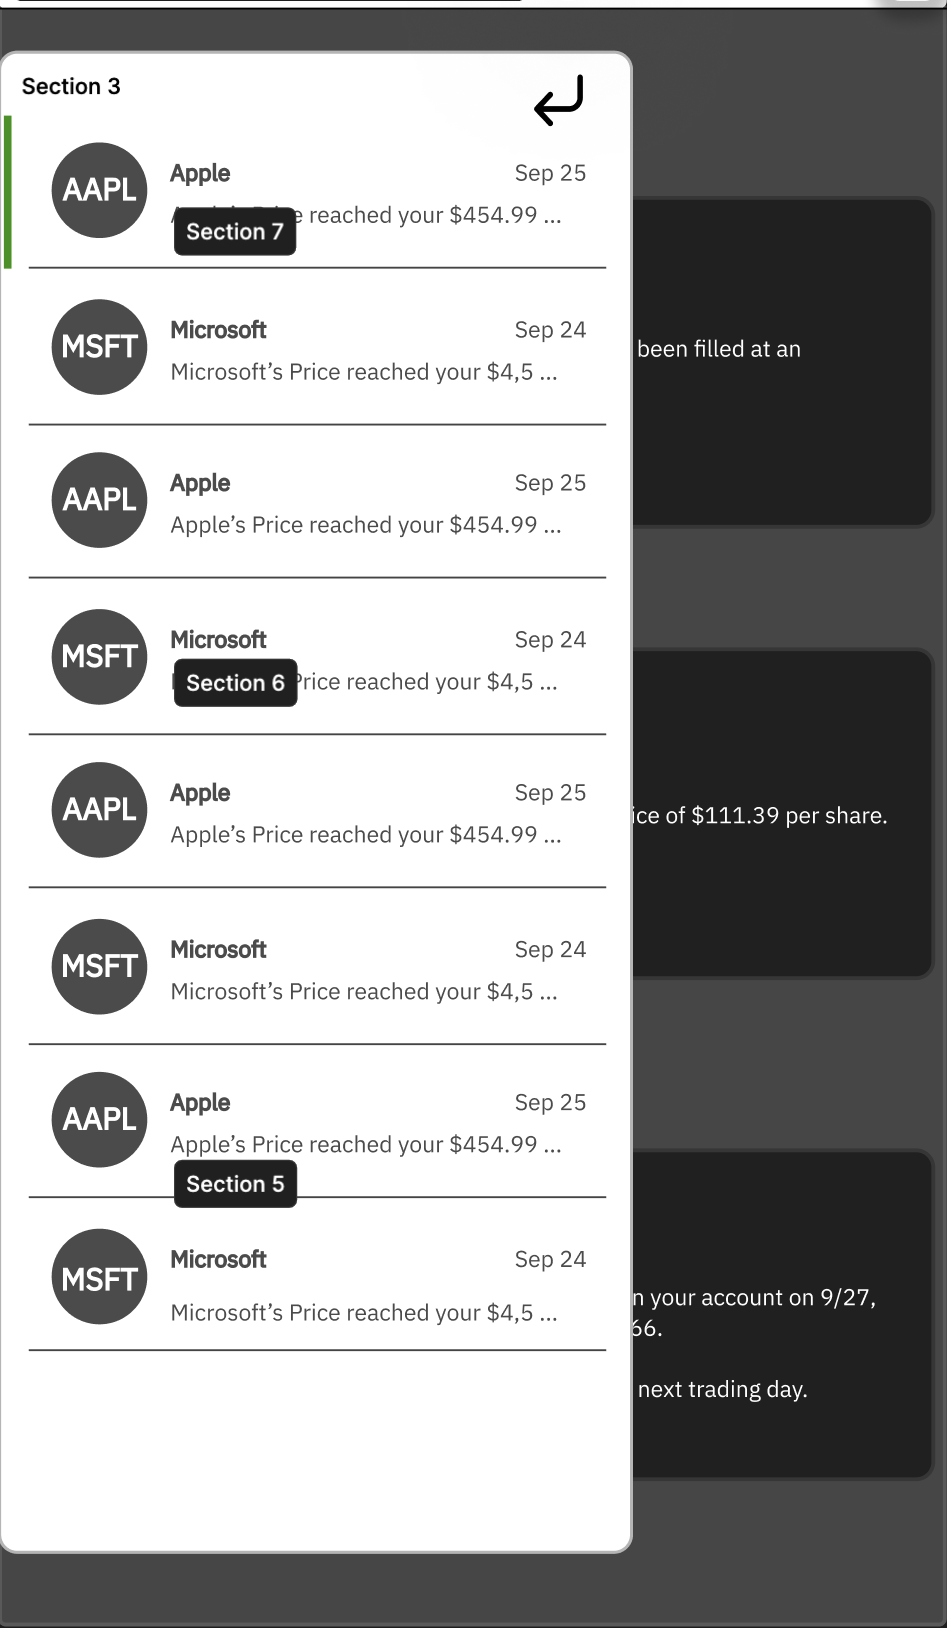 Section 3
AAPL
Apple
Sep 25
reached your $454.99 ...
Section 7
MSFT
Microsoft
Sep 24
Microsoft’s Price reached your $4,5 ...
been filled at an
AAPL
Apple
Sep 25
Apple’s Price reached your $454.99 ...
MSFT
Microsoft
Sep 24
Price reached your $4,5 ...
Section 6
AAPL
Apple
Sep 25
Apple’s Price reached your $454.99 ...
of $111.39 per share.
MSFT
Microsoft
Sep 24
Microsoft’s Price reached your $4,5 ...
AAPL
Apple
Sep 25
Apple’s Price reached your $454.99 ...
Section 5
MSFT
Microsoft
Sep 24
Microsoft’s Price reached your $4,5 ...
your account on 9/27,
66.
next trading day.